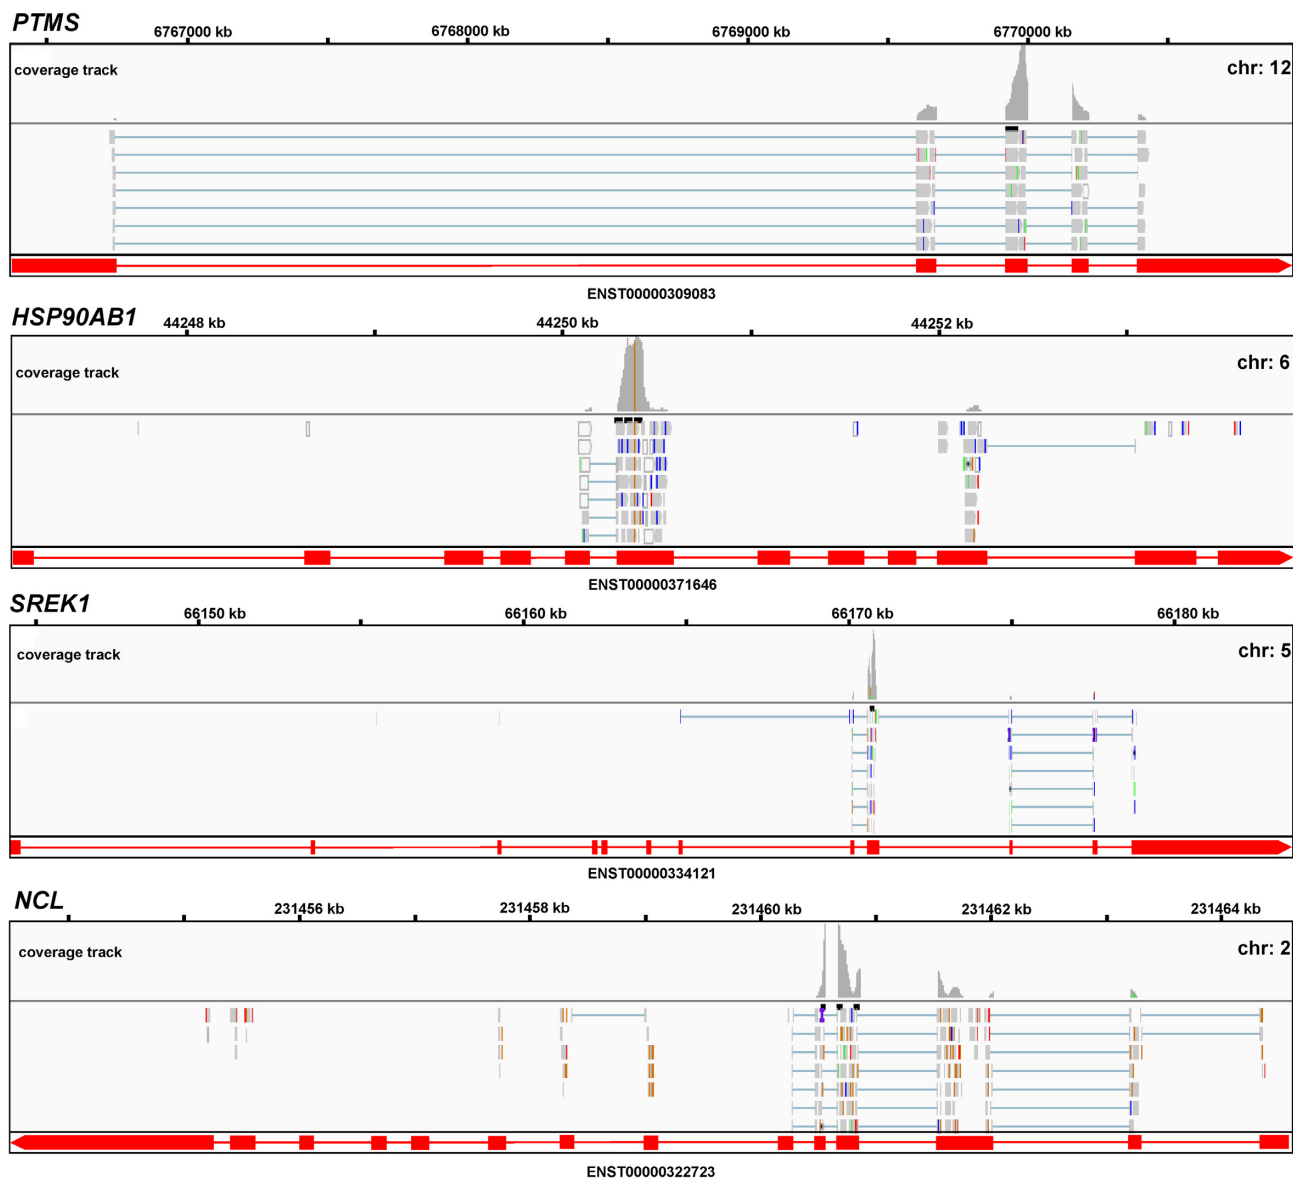 PTMS
6767000 kb 6768000 kb 6769000 kb 6770000 kb
coverage track chr: 12
ENST00000309083
HSP90AB1
44248 kb 44250 kb 44252 kb
coverage track chr: 6
ENST00000371646
SREK1
66150 kb 66160 kb 66170 kb 66180 kb
coverage track chr: 5
ENST00000334121
NCL
231456 kb 231458 kb 231460 kb 231462 kb 231464 kb
coverage track chr: 2
ENST00000322723